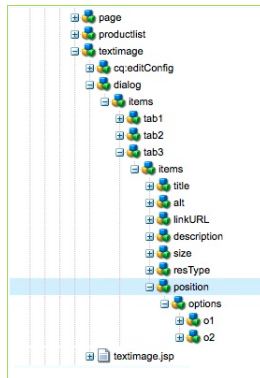 page
productlist
textimage
cq:editConfig
dialog
items
tab1
tab2
tab3
items
title
alt
linkURL
description
size
resType
position
options
o1
o2
textimage.jsp